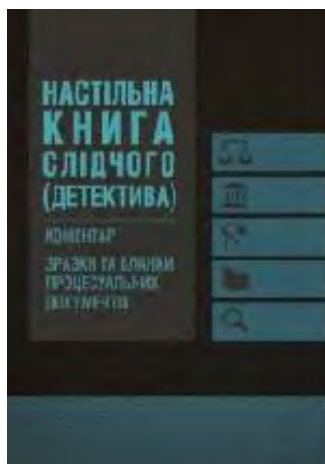 НАСТІЛЬНА
КНИГА
СЛІДЧОГО
(ДЕТЕКТИВА)
КОМЕНТАР
ЗРАЗКИ ТА БЛАНКИ
ПРОЦЕСУАЛЬНИХ
ДОКУМЕНТІВ